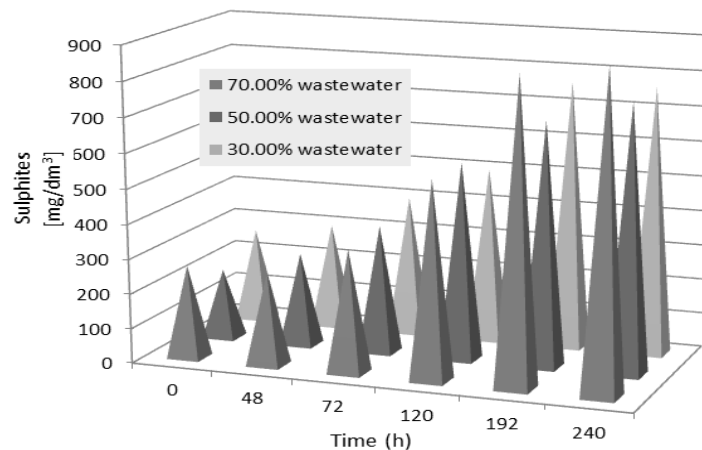 900
800
700
600
500
400
300
200
100
0
Sulphites
[mg/dm³]
70.00% wastewater
50.00% wastewater
30.00% wastewater
0
48
72
120
192
240
Time (h)